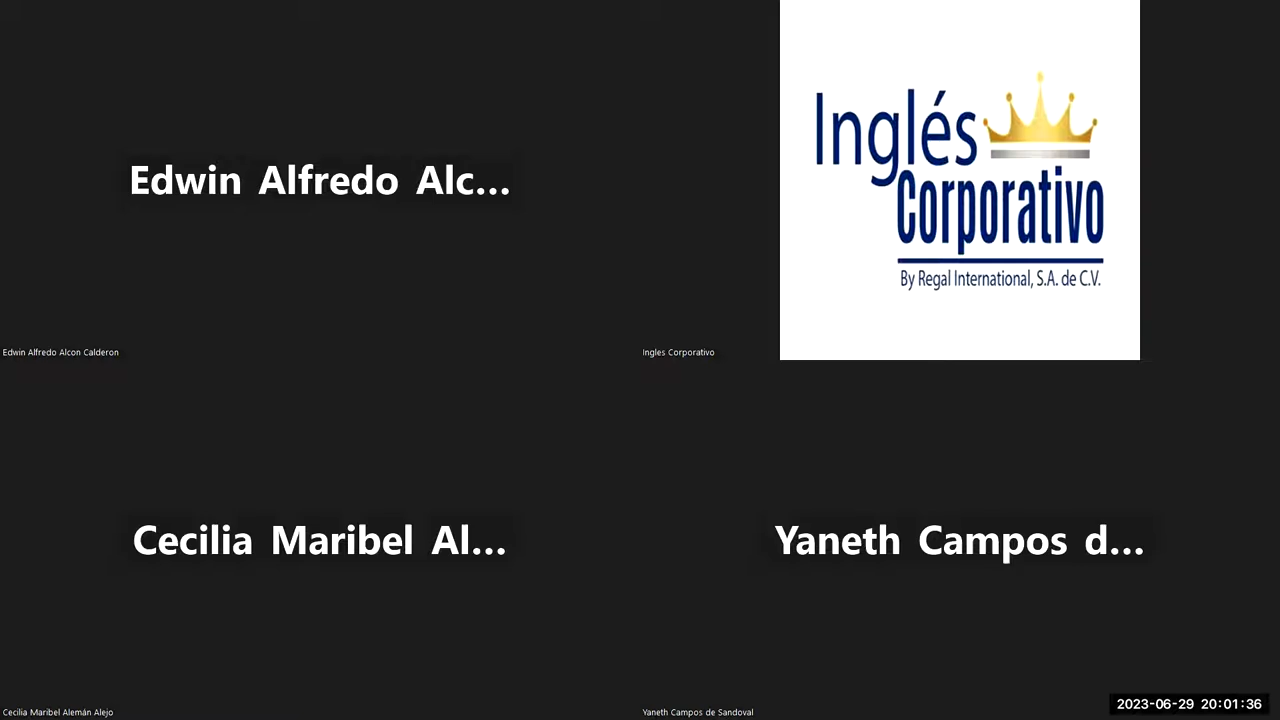 Edwin Alfredo Alc...
Edwin Alfredo Alcon Calderon
Inglés
Corporativo
By Regal International, S.A. de C.V.
Ingles Corporativo
Cecilia Maribel Al...
Cecilia Maribel Alemán Alejo
Yaneth Campos d...
Yaneth Campos de Sandoval
2023-06-29 20:01:36